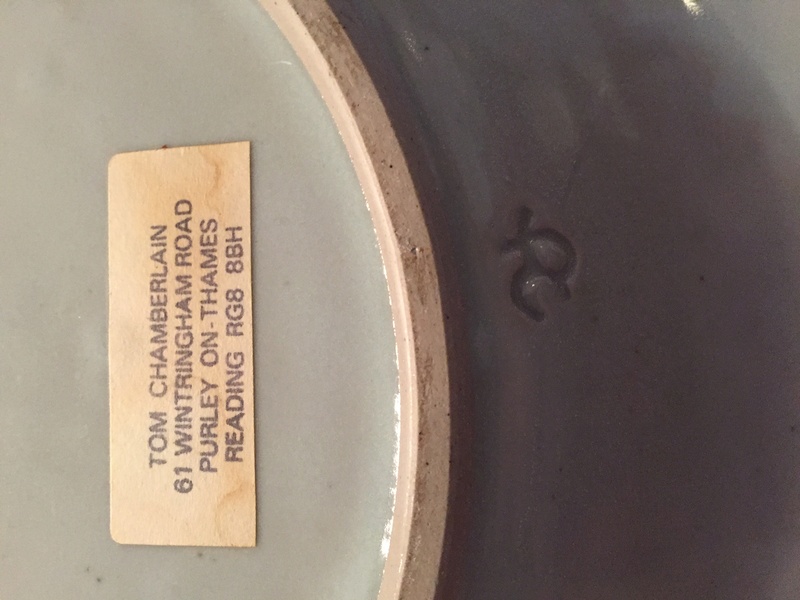 TOM CHAMBERLAIN
61 WINTRINGHAM ROAD
PURLEY ON-THAMES
READING RG8 8BH